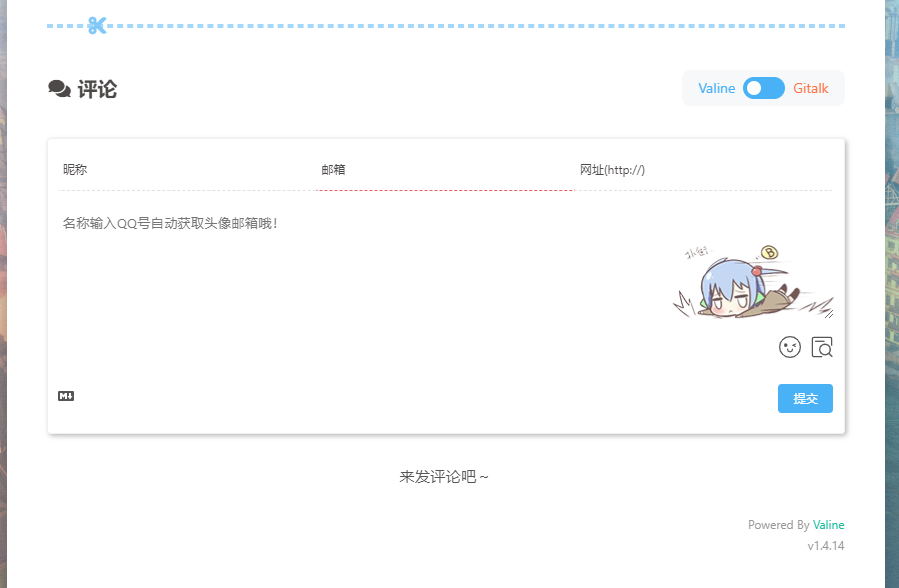 评论
Valine Gitalk
昵称 邮箱 网址(http://)
名称输入QQ号自动获取头像邮箱哦！
B
M↓
提交
来发评论吧~
Powered By Valine
v1.4.14